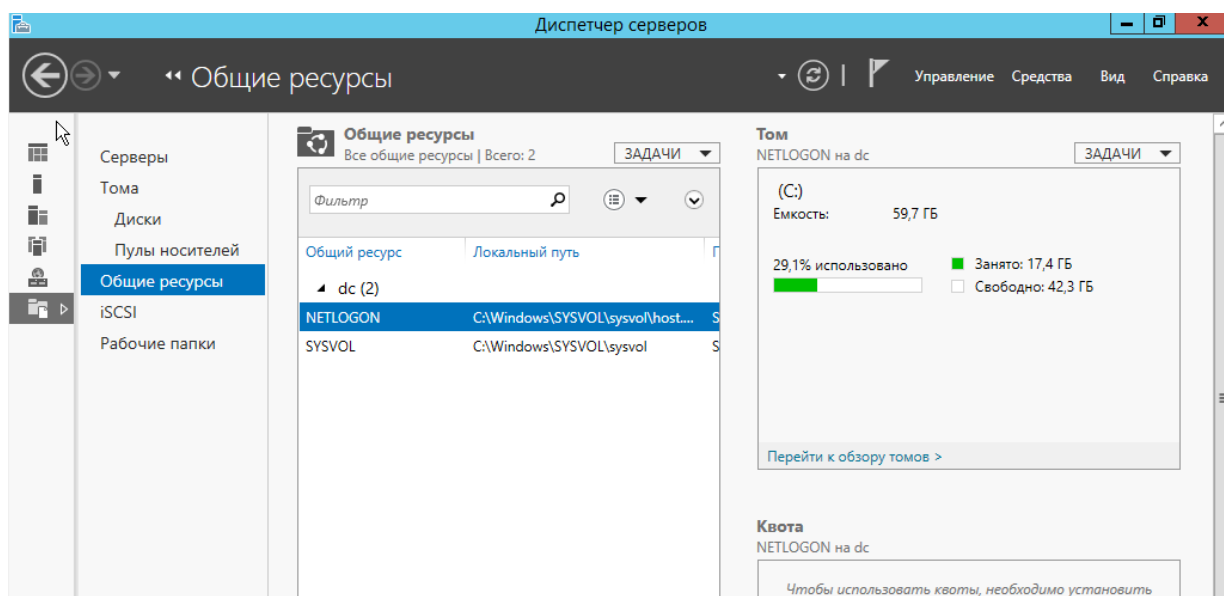 Диспетчер серверов
Общие ресурсы
Управление Средства Вид Справка
Серверы
Тома
Диски
Пулы носителей
Общие ресурсы
iSCSI
Рабочие папки
Общие ресурсы
Все общие ресурсы | Всего: 2
ЗАДАЧИ
Фильтр
Общий ресурс Локальный путь П
dc (2)
NETLOGON C:\Windows\SYSVOL\sysvol\host.... S
SYSVOL C:\Windows\SYSVOL\sysvol S
Том
NETLOGON на dc
ЗАДАЧИ
(C:)
Емкость: 59,7 ГБ
29,1% использовано
Занято: 17,4 ГБ
Свободно: 42,3 ГБ
Перейти к обзору томов >
Квота
NETLOGON на dc
Чтобы использовать квоты, необходимо установить